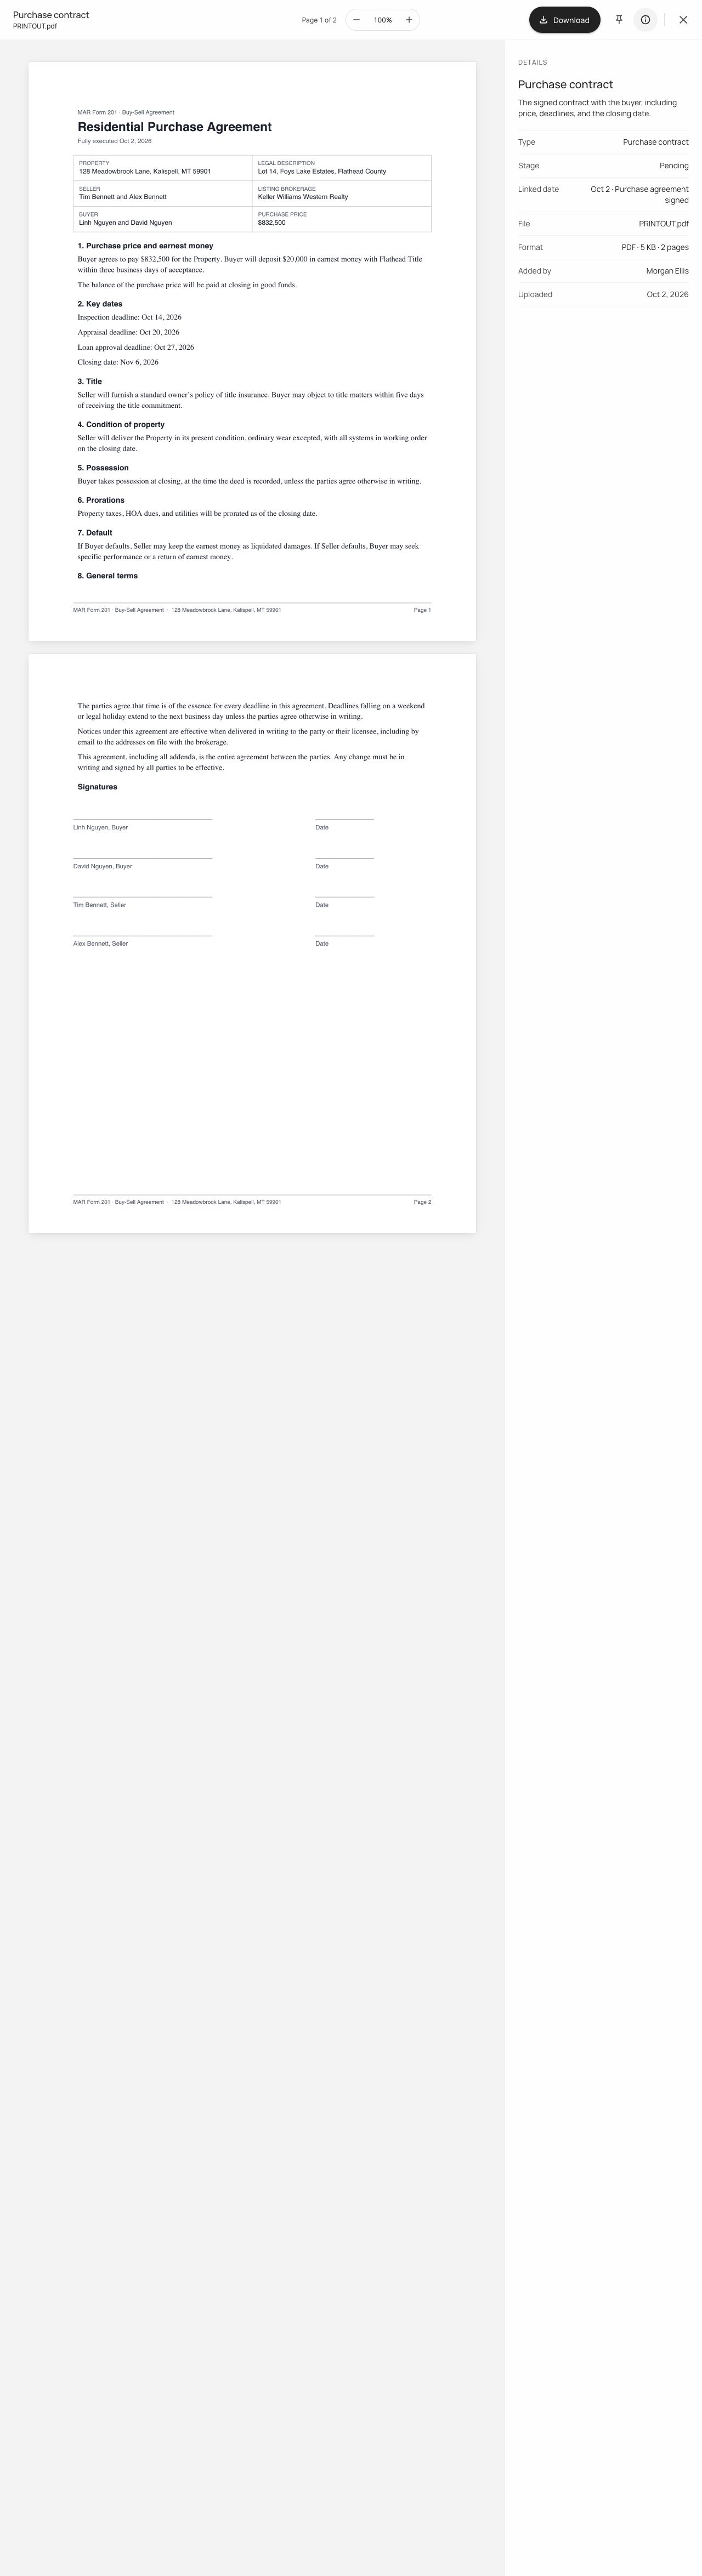 Purchase contract
PRINTOUT.pdf
Page 1 of 2
100%
Download
MAR Form 201 · Buy-Sell Agreement
Residential Purchase Agreement
Fully executed Oct 2, 2026
PROPERTY
128 Meadowbrook Lane, Kalispell, MT 59901
LEGAL DESCRIPTION
Lot 14, Foys Lake Estates, Flathead County
SELLER
Tim Bennett and Alex Bennett
LISTING BROKERAGE
Keller Williams Western Realty
BUYER
Linh Nguyen and David Nguyen
PURCHASE PRICE
$832,500
1. Purchase price and earnest money
Buyer agrees to pay $832,500 for the Property. Buyer will deposit $20,000 in earnest money with Flathead Title
within three business days of acceptance.
The balance of the purchase price will be paid at closing in good funds.
2. Key dates
Inspection deadline: Oct 14, 2026
Appraisal deadline: Oct 20, 2026
Loan approval deadline: Oct 27, 2026
Closing date: Nov 6, 2026
3. Title
Seller will furnish a standard owner’s policy of title insurance. Buyer may object to title matters within five days
of receiving the title commitment.
4. Condition of property
Seller will deliver the Property in its present condition, ordinary wear excepted, with all systems in working order
on the closing date.
5. Possession
Buyer takes possession at closing, at the time the deed is recorded, unless the parties agree otherwise in writing.
6. Prorations
Property taxes, HOA dues, and utilities will be prorated as of the closing date.
7. Default
If Buyer defaults, Seller may keep the earnest money as liquidated damages. If Seller defaults, Buyer may seek
specific performance or a return of earnest money.
8. General terms
MAR Form 201 · Buy-Sell Agreement · 128 Meadowbrook Lane, Kalispell, MT 59901
Page 1
The parties agree that time is of the essence for every deadline in this agreement. Deadlines falling on a weekend
or legal holiday extend to the next business day unless the parties agree otherwise in writing.
Notices under this agreement are effective when delivered in writing to the party or their licensee, including by
email to the addresses on file with the brokerage.
This agreement, including all addenda, is the entire agreement between the parties. Any change must be in
writing and signed by all parties to be effective.
Signatures
Linh Nguyen, Buyer
Date
David Nguyen, Buyer
Date
Tim Bennett, Seller
Date
Alex Bennett, Seller
Date
MAR Form 201 · Buy-Sell Agreement · 128 Meadowbrook Lane, Kalispell, MT 59901
Page 2
DETAILS
Purchase contract
The signed contract with the buyer, including
price, deadlines, and the closing date.
Type
Purchase contract
Stage
Pending
Linked date
Oct 2 · Purchase agreement
signed
File
PRINTOUT.pdf
Format
PDF · 5 KB · 2 pages
Added by
Morgan Ellis
Uploaded
Oct 2, 2026